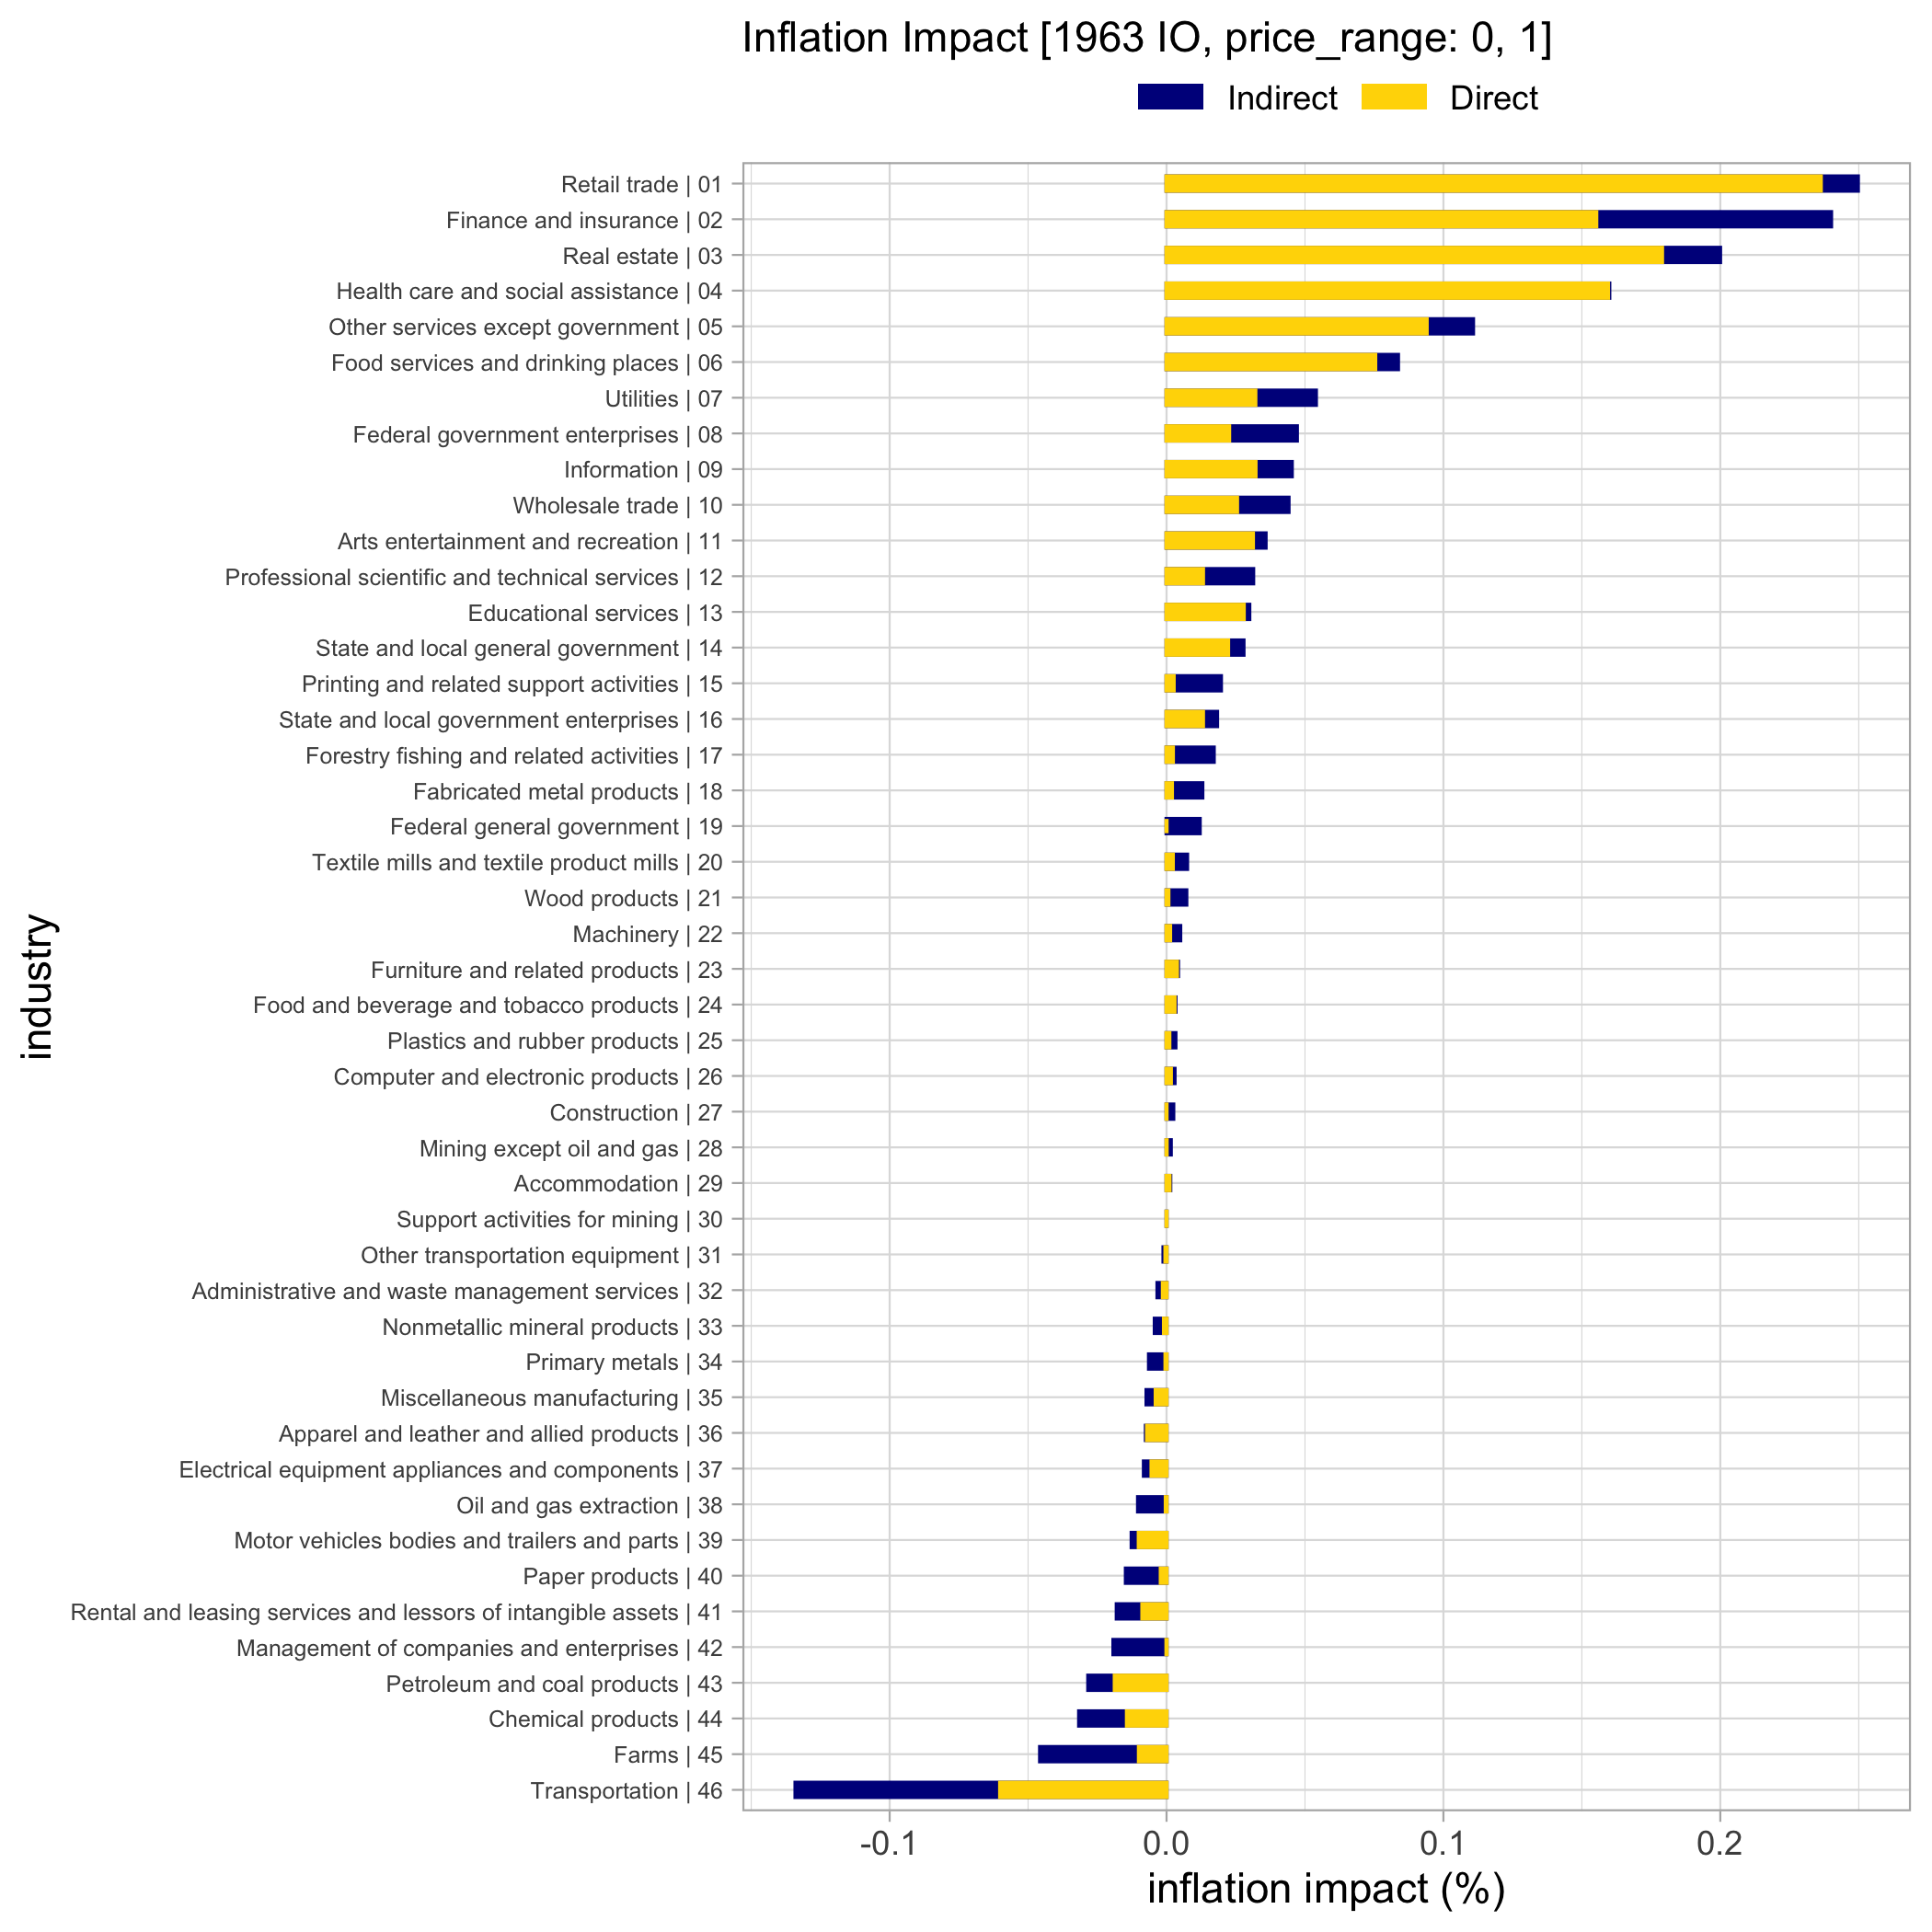 Inflation Impact [1963 IO, price_range: 0, 1]
Indirect Direct
Retail trade | 01
Finance and insurance | 02
Real estate | 03
Health care and social assistance | 04
Other services except government | 05
Food services and drinking places | 06
Utilities | 07
Federal government enterprises | 08
Information | 09
Wholesale trade | 10
Arts entertainment and recreation | 11
Professional scientific and technical services | 12
Educational services | 13
State and local general government | 14
Printing and related support activities | 15
State and local government enterprises | 16
Forestry fishing and related activities | 17
Fabricated metal products | 18
Federal general government | 19
Textile mills and textile product mills | 20
Wood products | 21
Machinery | 22
Furniture and related products | 23
Food and beverage and tobacco products | 24
Plastics and rubber products | 25
Computer and electronic products | 26
Construction | 27
Mining except oil and gas | 28
Accommodation | 29
Support activities for mining | 30
Other transportation equipment | 31
Administrative and waste management services | 32
Nonmetallic mineral products | 33
Primary metals | 34
Miscellaneous manufacturing | 35
Apparel and leather and allied products | 36
Electrical equipment appliances and components | 37
Oil and gas extraction | 38
Motor vehicles bodies and trailers and parts | 39
Paper products | 40
Rental and leasing services and lessors of intangible assets | 41
Management of companies and enterprises | 42
Petroleum and coal products | 43
Chemical products | 44
Farms | 45
Transportation | 46
industry
-0.1 0.0 0.1 0.2
inflation impact (%)